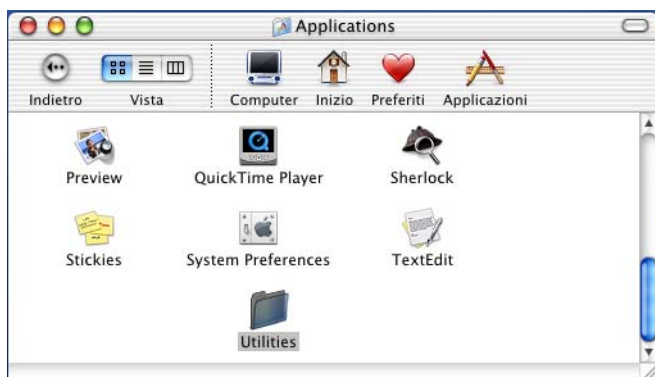 Applications
Indietro Vista Computer Inizio Preferiti Applicazioni
Preview QuickTime Player Sherlock
Stickies System Preferences TextEdit
Utilities